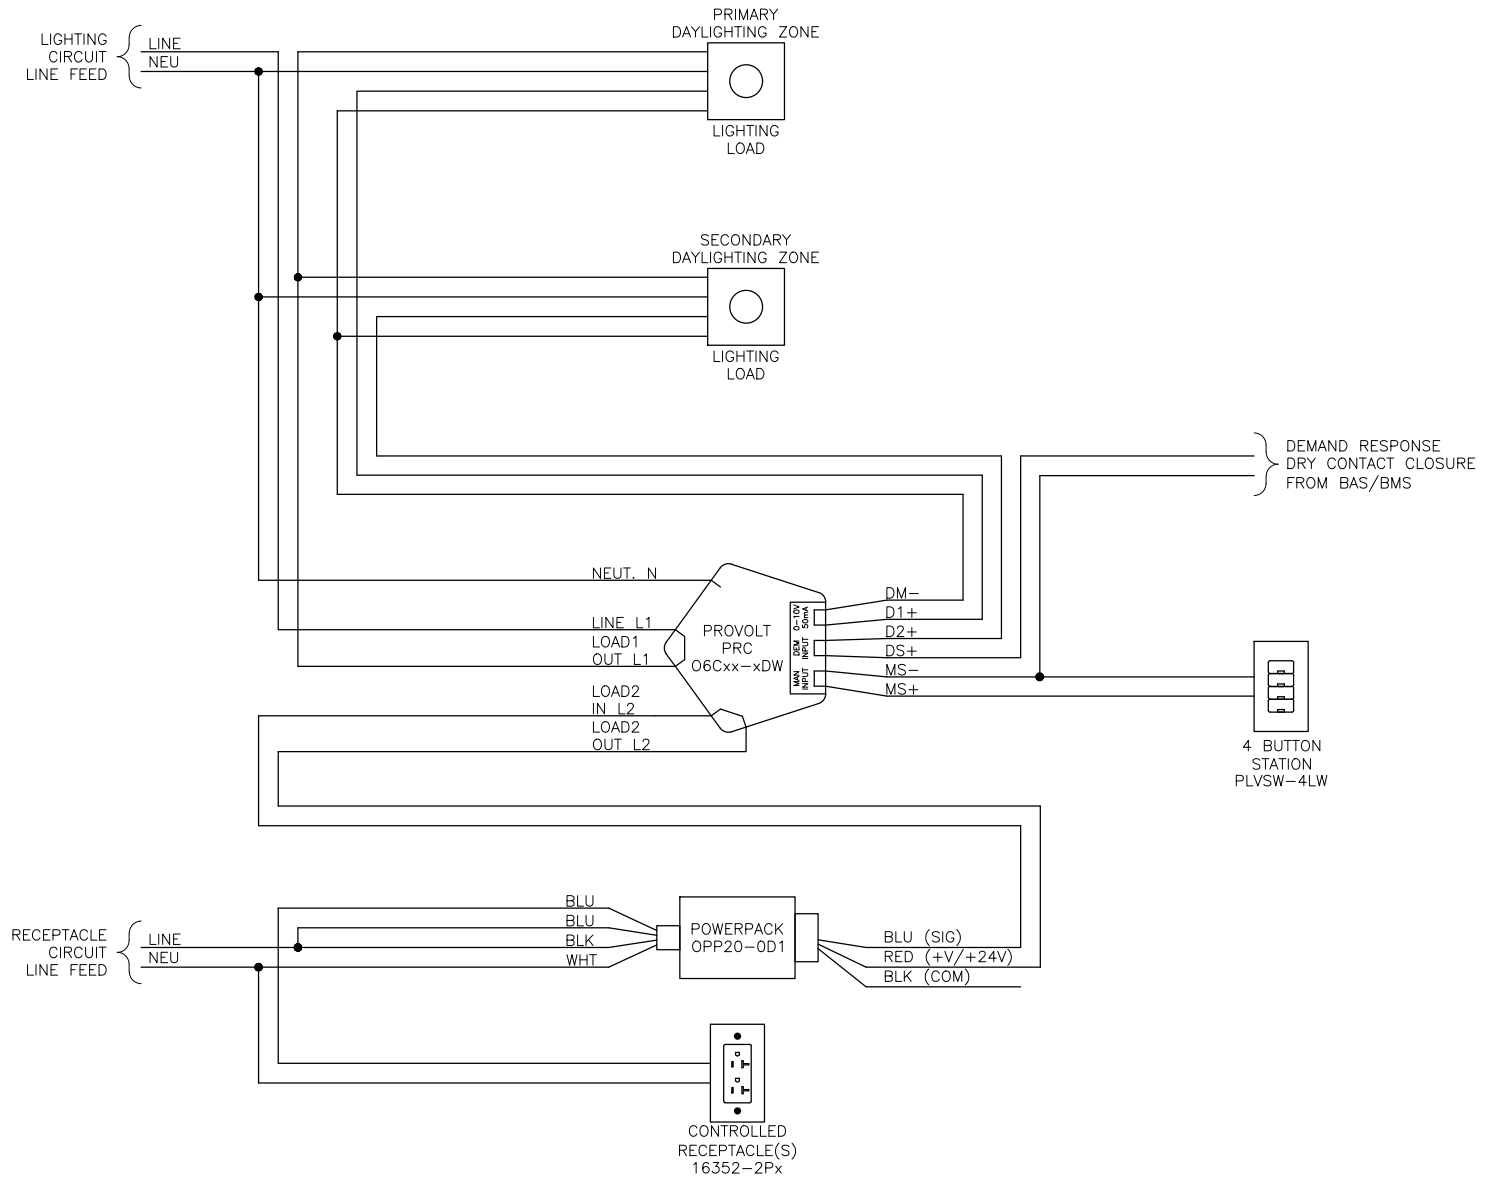 PRIMARY
DAYLIGHTING ZONE
LIGHTING
CIRCUIT
LINE FEED
LINE
NEU
LIGHTING
LOAD
SECONDARY
DAYLIGHTING ZONE
LIGHTING
LOAD
DEMAND RESPONSE
DRY CONTACT CLOSURE
FROM BAS/BMS
NEUT. N
LINE L1
LOAD1
OUT L1
LOAD2
IN L2
LOAD2
OUT L2
PROVOLT
PRC
O6Cxx-xDW
0-10V
50mA
DEM
INPUT
MAN
INPUT
DM-
D1+
D2+
DS+
MS-
MS+
4 BUTTON
STATION
PLVSW-4LW
RECEPTACLE
CIRCUIT
LINE FEED
LINE
NEU
BLU
BLU
BLK
WHT
POWERPACK
OPP20-0D1
BLU (SIG)
RED (+V/+24V)
BLK (COM)
CONTROLLED
RECEPTACLE(S)
16352-2Px